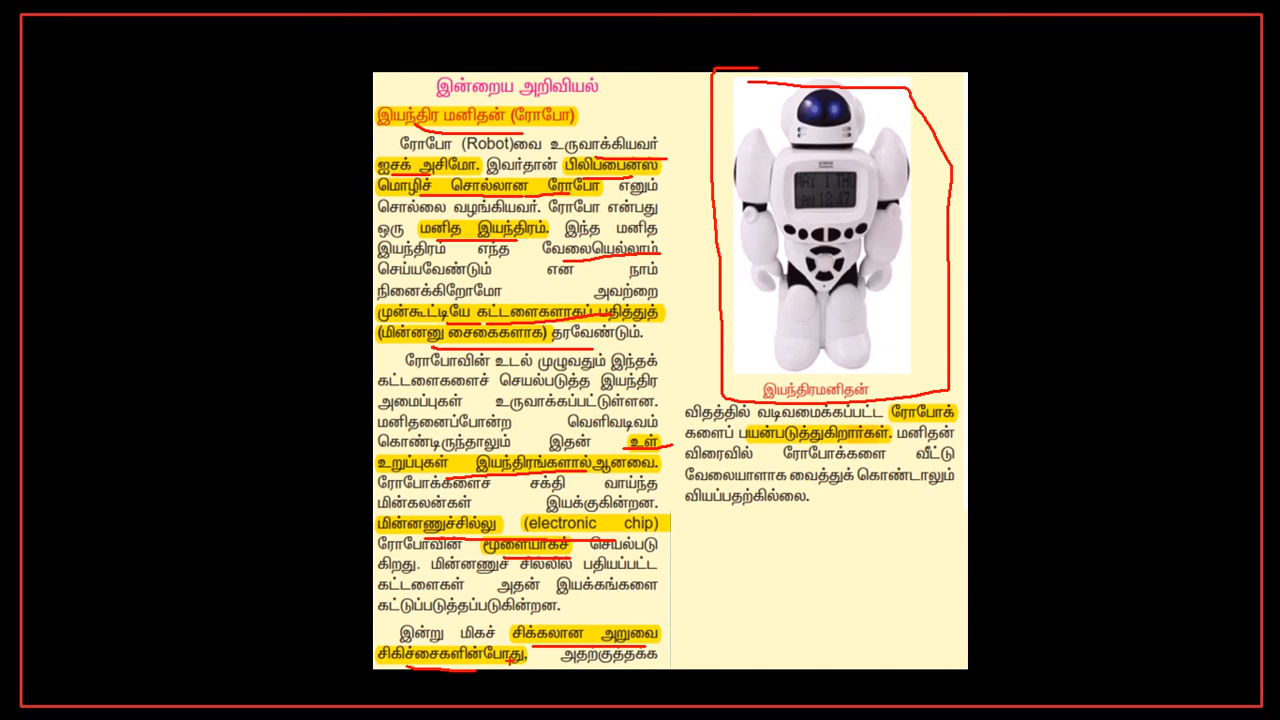 இன்றைய அறிவியல்
இயந்திர மனிதன் (ரோபோ)
ரோபோ (Robot)வை உருவாக்கியவர்
ஐசக் அசிமோ. இவர்தான் பிலிப்பைன்ஸ்
மொழிச் சொல்லான ரோபோ எனும்
சொல்லை வழங்கியவர். ரோபோ என்பது
ஒரு மனித இயந்திரம். இந்த மனித
இயந்திரம் எந்த வேலையெல்லாம்
செய்யவேண்டும் என நாம்
நினைக்கிறோமோ அவற்றை
முன்கூட்டியே கட்டளைகளாகப் பதித்துத்
(மின்னனு சைகைகளாக) தரவேண்டும்.
ரோபோவின் உடல் முழுவதும் இந்தக்
கட்டளைகளைச் செயல்படுத்த இயந்திர
அமைப்புகள் உருவாக்கப்பட்டுள்ளன.
மனிதனைப்போன்ற வெளிவடிவம்
கொண்டிருந்தாலும் இதன் உள்
உறுப்புகள் இயந்திரங்களால்ஆனவை.
ரோபோக்களைச் சக்தி வாய்ந்த
மின்கலன்கள் இயக்குகின்றன.
மின்னணுச்சில்லு (electronic chip)
ரோபோவின் மூளையாகச் செயல்படு
கிறது. மின்னணுச் சில்லில் பதியப்பட்ட
கட்டளைகள் அதன் இயக்கங்களை
கட்டுப்படுத்தப்படுகின்றன.
இன்று மிகச் சிக்கலான அறுவை
சிகிச்சைகளின்போது, அதற்குத்தக்க
இயந்திரமனிதன்
விதத்தில் வடிவமைக்கப்பட்ட ரோபோக்
களைப் பயன்படுத்துகிறார்கள். மனிதன்
விரைவில் ரோபோக்களை வீட்டு
வேலையாளாக வைத்துக் கொண்டாலும்
வியப்பதற்கில்லை.